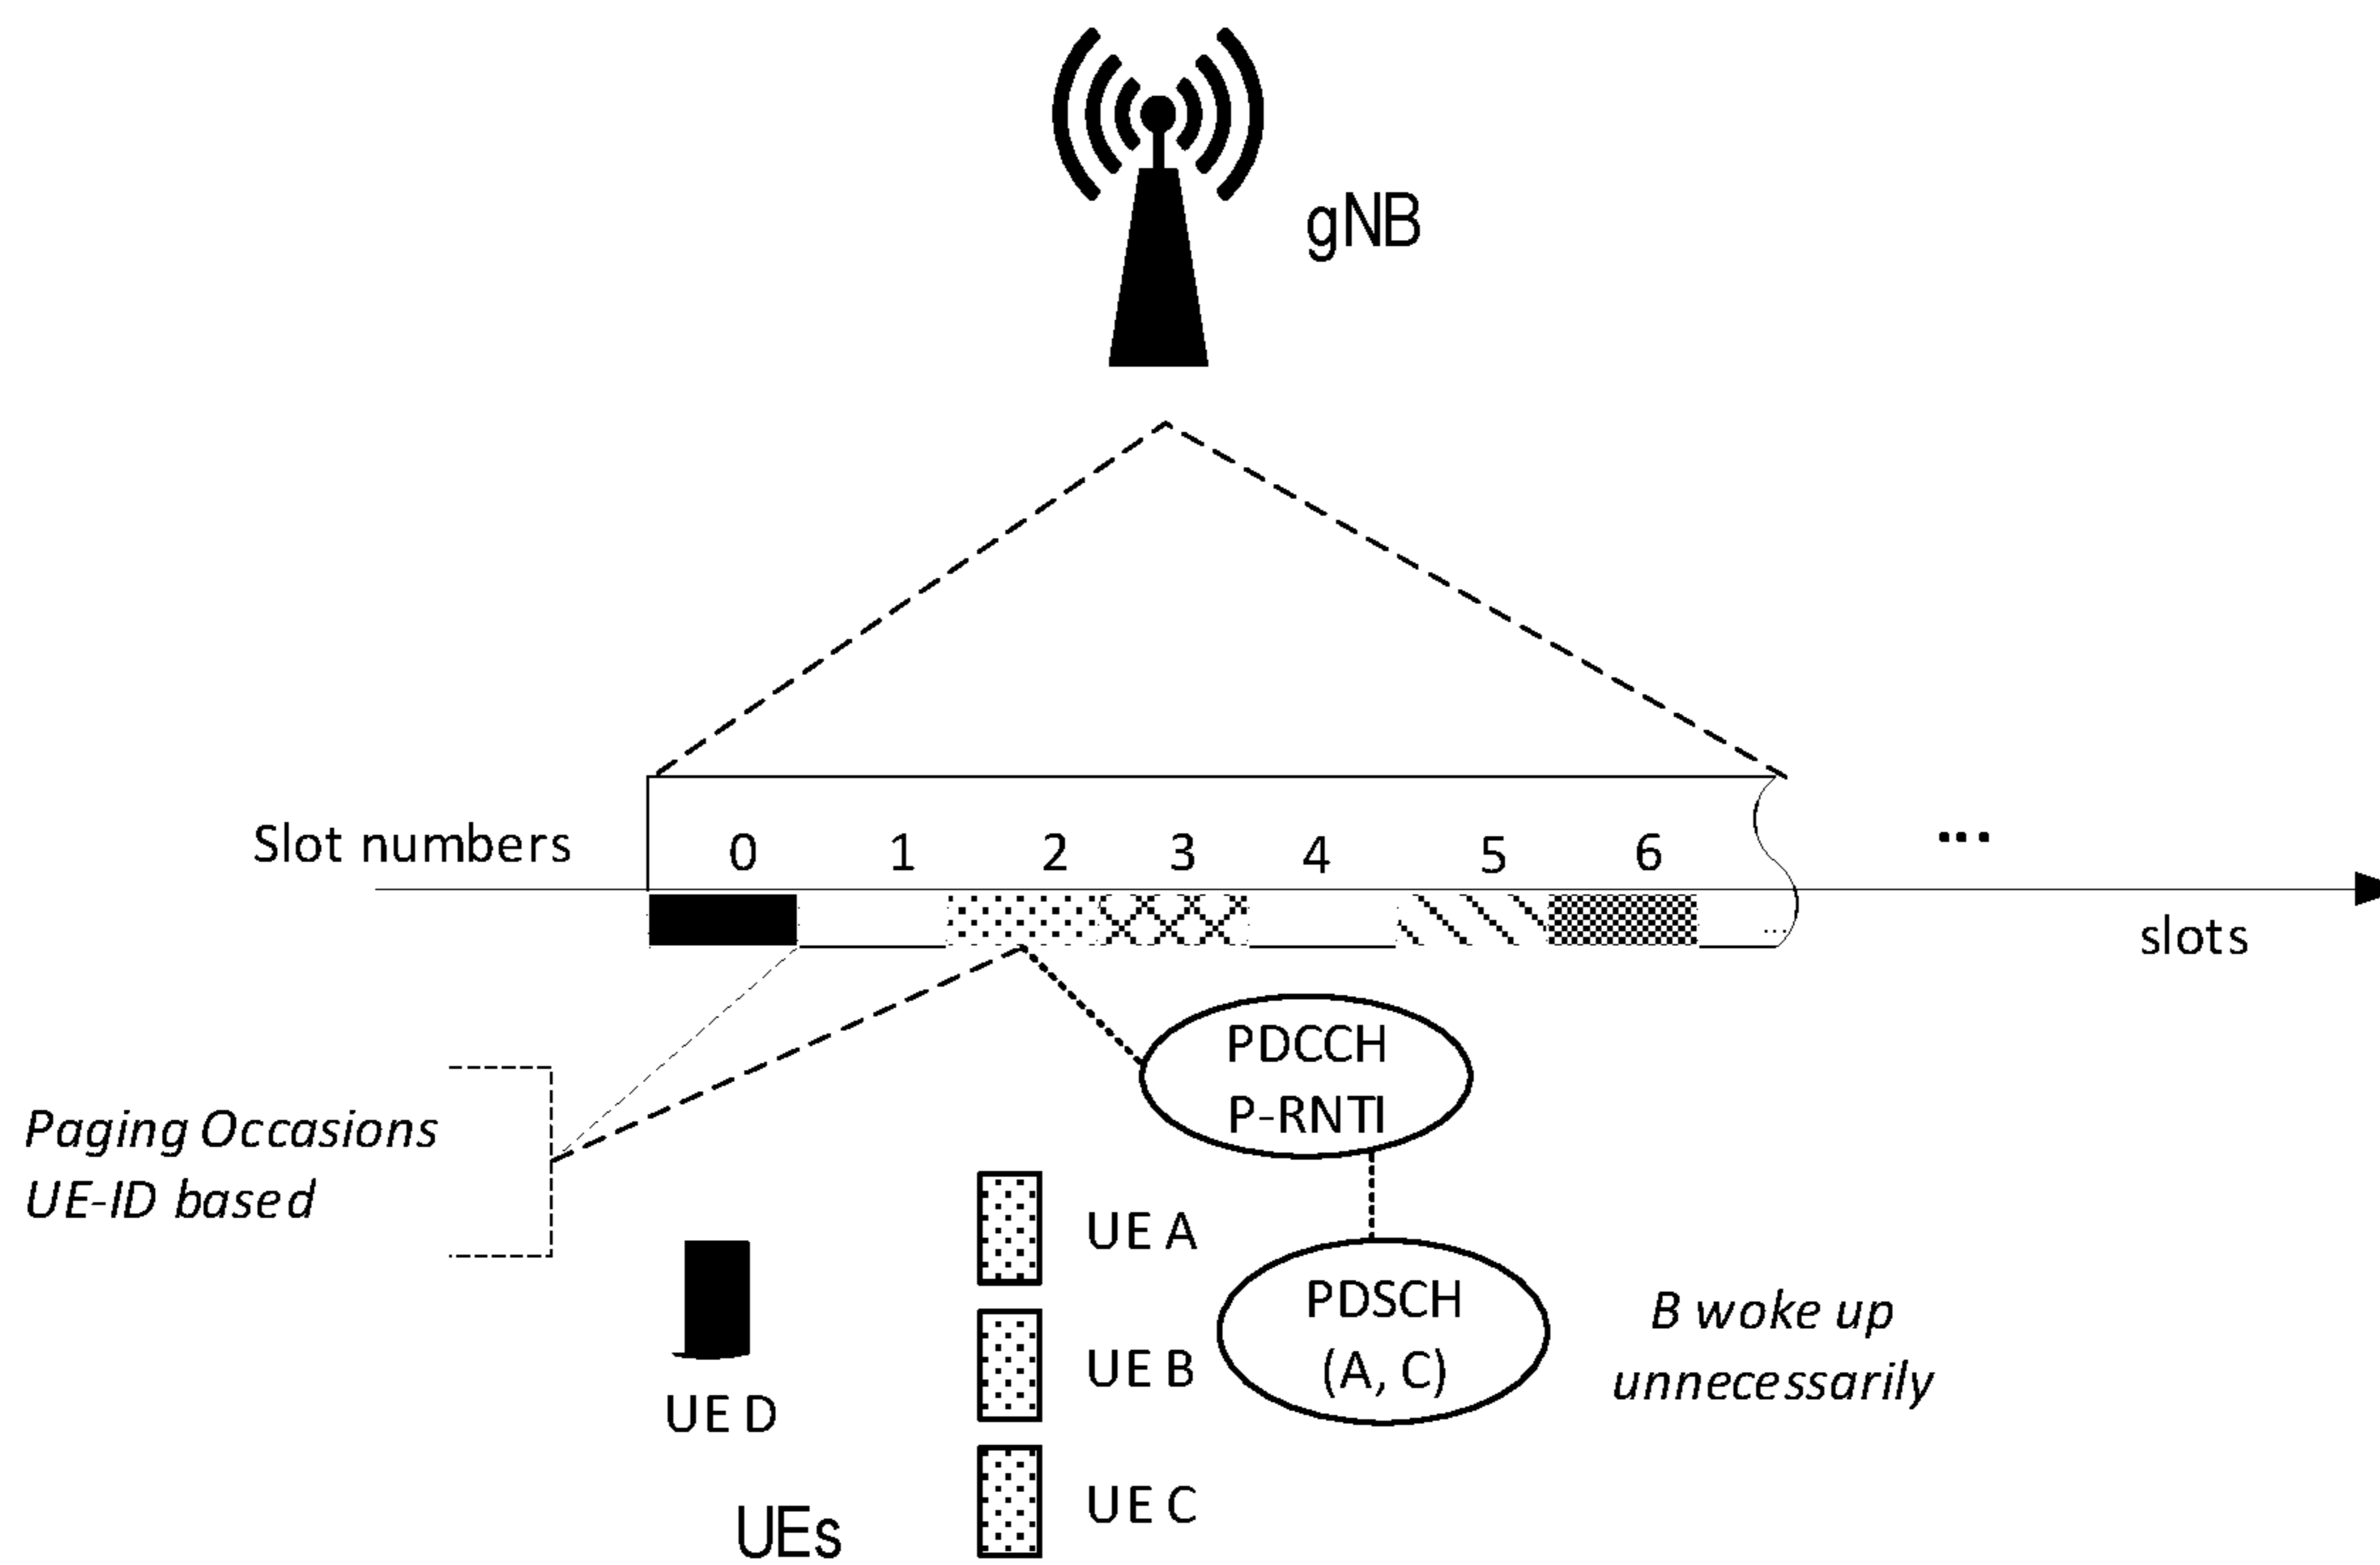 gNB
Slot numbers 0 1 2 3 4 5 6 ...
...
slots
PDCCH
P-RNTI
Paging Occasions
UE-ID based
UE A
PDSCH
(A, C)
B woke up
unnecessarily
UE B
UE D
UE C
UEs